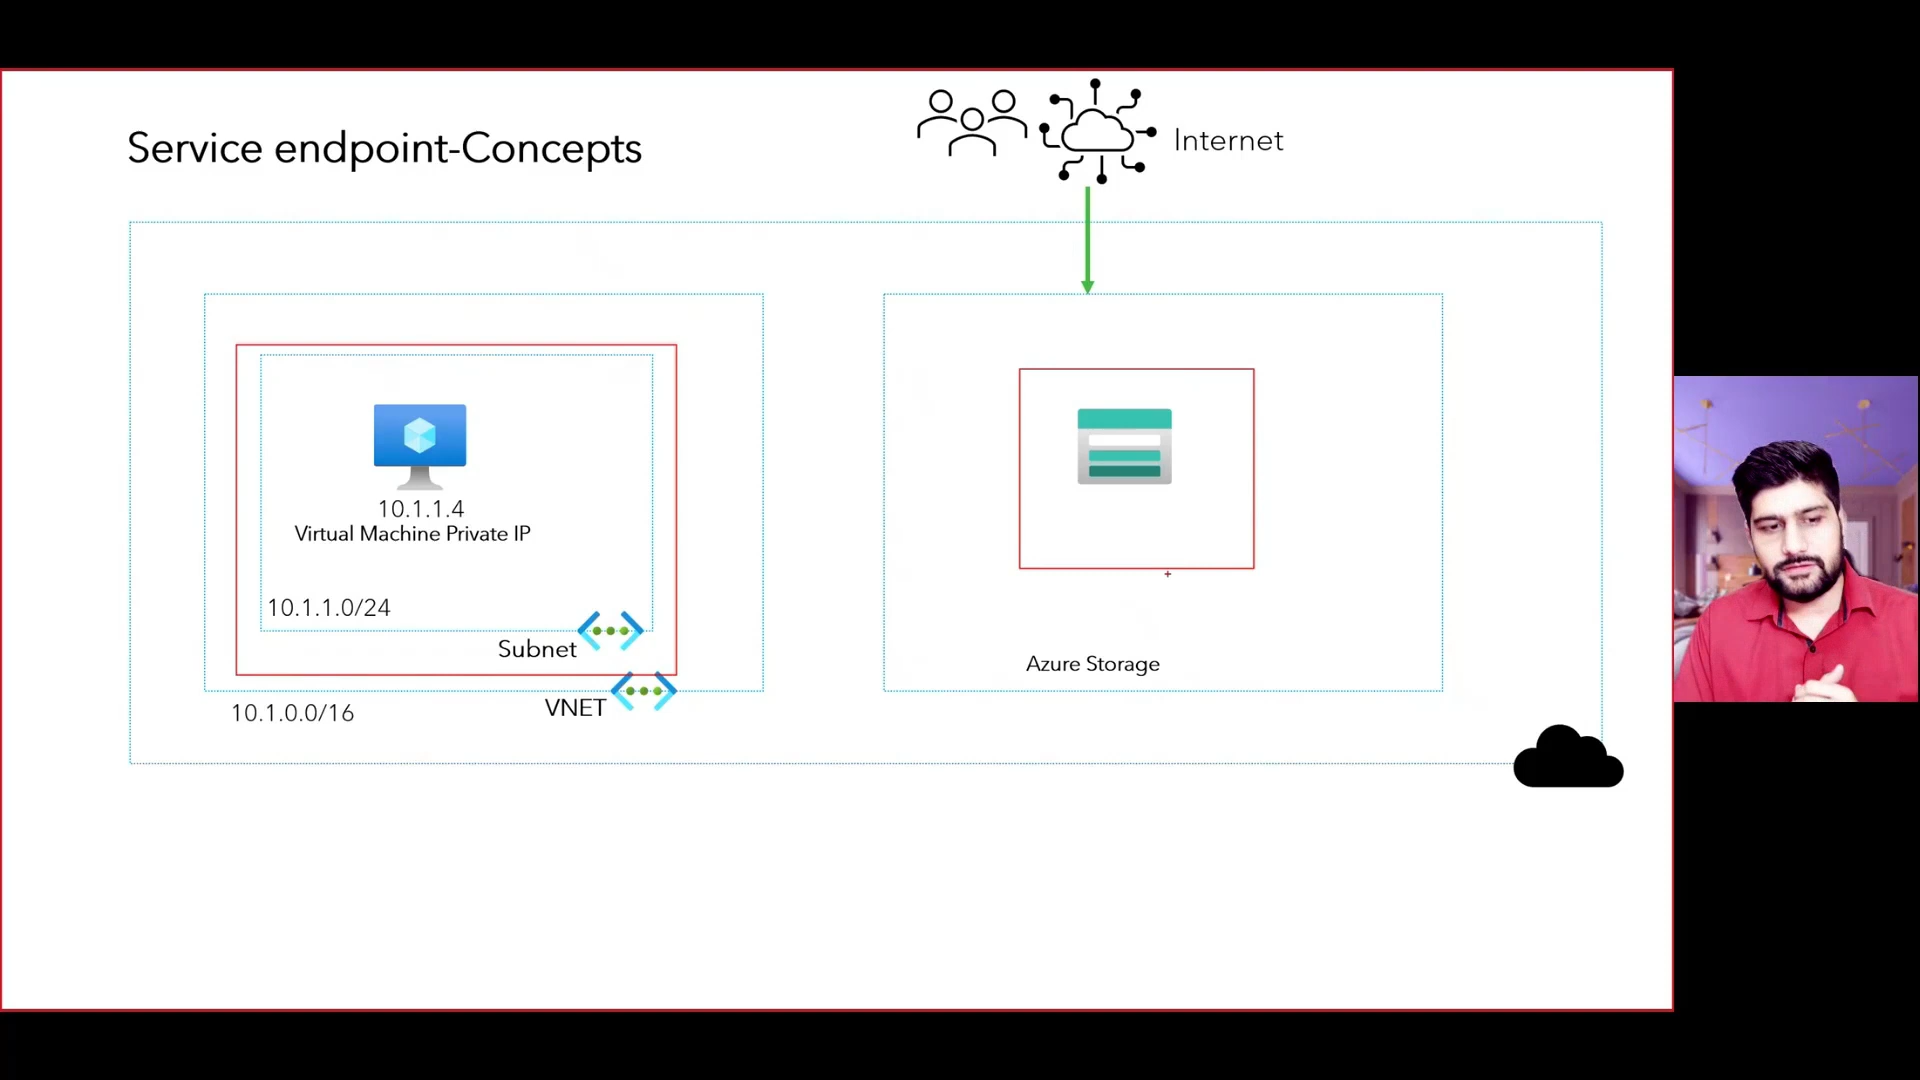 Internet
Service endpoint-Concepts
10.1.1.4
Virtual Machine Private IP
10.1.1.0/24
Subnet
Azure Storage
VNET
10.1.0.0/16